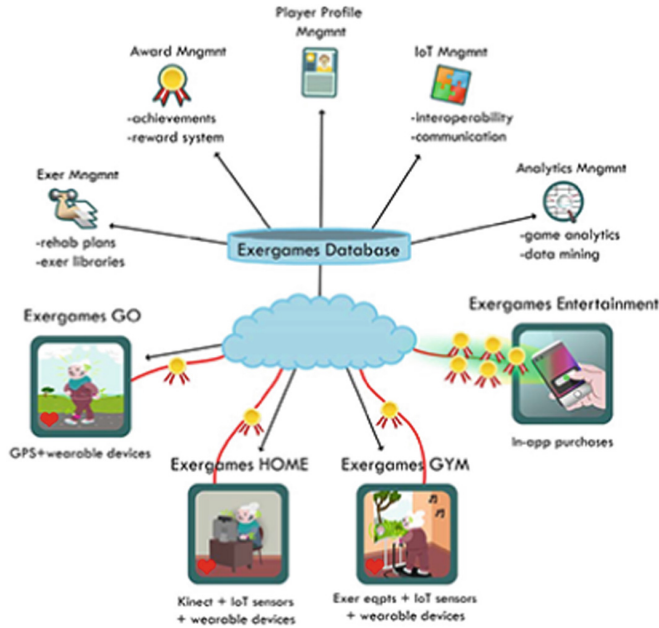 Player Profile
Mngmnt
Award Mngmnt
-achievements
-reward system
IoT Mngmnt
-interoperability
-communication
Exer Mngmnt
-rehab plans
-exer libraries
Analytics Mngmnt
-game analytics
-data mining
Exergames Database
Exergames GO
GPS+wearable devices
Exergames Entertainment
In-app purchases
Exergames HOME
Kinect + IoT sensors
+ wearable devices
Exergames GYM
Exer eqpts + IoT sensors
+ wearable devices